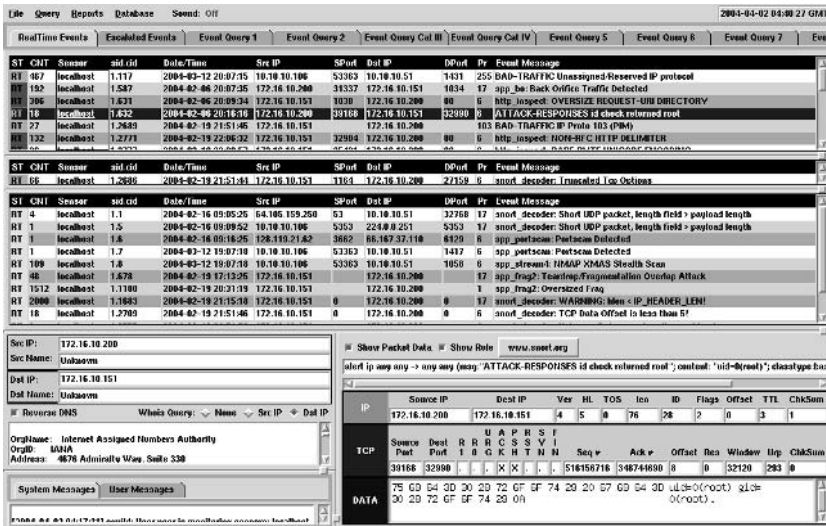 File Query Reports Database Sound: Off 2004-04-02 04:40:27 GMT
RealTime Events Escalated Events Event Query 1 Event Query 2 Event Query Cat III Event Query Cat IV Event Query 5 Event Query 6 Event Query 7
ST CNT Sensor sid.cid Date/Time Src IP SPort Dst IP DPort Pr Event Message
RT 467 localhost 1.117 2004-03-12 20:07:15 10.10.10.106 53363 10.10.10.51 1431 255 BAD-TRAFFIC Unassigned/Reserved IP protocol
RT 192 localhost 1.587 2004-02-06 20:07:35 172.16.10.200 31337 172.16.10.151 1034 17 spp_bo: Back Orifice Traffic Detected
RT 306 localhost 1.631 2004-02-06 20:09:34 172.16.10.151 1038 172.16.10.200 80 6 http_inspect: OVERSIZE REQUEST-URI DIRECTORY
RT 18 localhost 1.632 2004-02-06 20:16:16 172.16.10.200 39168 172.16.10.151 32990 6 ATTACK-RESPONSES id check returned root
RT 27 localhost 1.2689 2004-02-19 21:51:45 172.16.10.151 172.16.10.200 103 BAD-TRAFFIC IP Proto 103 (PIM)
RT 132 localhost 1.2771 2004-02-19 22:06:32 172.16.10.151 32904 172.16.10.200 80 6 http_inspect: NON-RFC HTTP DELIMITER
ST CNT Sensor sid.cid Date/Time Src IP SPort Dst IP DPort Pr Event Message
RT 66 localhost 1.2686 2004-02-19 21:51:44 172.16.10.151 1164 172.16.10.200 27159 6 snort_decoder: Truncated Tcp Options
ST CNT Sensor sid.cid Date/Time Src IP SPort Dst IP DPort Pr Event Message
RT 4 localhost 1.1 2004-02-16 09:05:26 64.105.159.250 53 10.10.10.51 32768 17 snort_decoder: Short UDP packet, length field > payload length
RT 1 localhost 1.5 2004-02-16 09:09:52 10.10.10.106 5353 224.0.0.251 5353 17 snort_decoder: Short UDP packet, length field > payload length
RT 1 localhost 1.6 2004-02-16 09:16:25 128.119.21.62 3662 66.167.37.110 6129 6 spp_portscan: Portscan Detected
RT 1 localhost 1.7 2004-03-12 19:07:18 10.10.10.106 53363 10.10.10.51 1417 6 spp_portscan: Portscan Detected
RT 109 localhost 1.8 2004-03-12 19:07:18 10.10.10.106 53363 10.10.10.51 1058 6 spp_stream4: NMAP XMAS Stealth Scan
RT 48 localhost 1.678 2004-02-19 17:13:25 172.16.10.151 172.16.10.200 17 spp_frag2: Teardrop/Fragmentation Overlap Attack
RT 1512 localhost 1.1180 2004-02-19 20:31:19 172.16.10.151 172.16.10.200 1 spp_frag2: Oversized Frag
RT 2000 localhost 1.1683 2004-02-19 21:15:18 172.16.10.151 0 172.16.10.200 0 17 snort_decoder: WARNING: hlen < IP_HEADER_LEN!
RT 18 localhost 1.2709 2004-02-19 21:51:46 172.16.10.151 0 172.16.10.200 0 6 snort_decoder: TCP Data Offset is less than 5!
Src IP: 172.16.10.200
Src Name: Unknown
Dst IP: 172.16.10.151
Dst Name: Unknown
Reverse DNS Whois Query: None Src IP Dst IP
OrgName: Internet Assigned Numbers Authority
OrgID: IANA
Address: 4676 Admiralty Way, Suite 330
System Messages User Messages
Show Packet Data Show Rule www.snort.org
alert ip any any -> any any (msg:"ATTACK-RESPONSES id check returned root"; content: "uid=0(root)"; classtype:ba
IP Source IP Dest IP Ver HL TOS len ID Flags Offset TTL ChkSum
172.16.10.200 172.16.10.151 4 5 0 76 28 2 0 3 1
TCP Source Port Dest Port R 1 R 0 U R G A C K P S H R S T S Y N F I N Seq # Ack # Offset Res Window Urp ChkSum
39168 32990 . . . X X . . . 516156716 348744690 8 0 32120 293 0
DATA 75 69 64 3D 30 28 72 6F 6F 74 29 20 67 69 64 3D uid=0(root) gid=
30 28 72 6F 6F 74 29 0A 0(root).